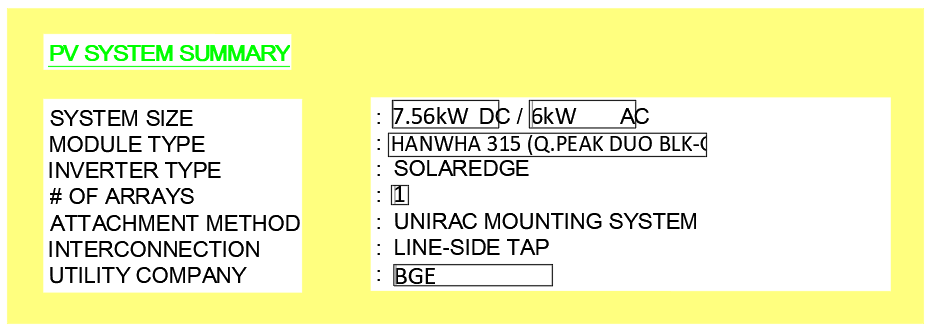 PV SYSTEM SUMMARY
SYSTEM SIZE : 7.56kW DC / 6kW AC
MODULE TYPE : HANWHA 315 (Q.PEAK DUO BLK-
INVERTER TYPE : SOLAREDGE
# OF ARRAYS : 1
ATTACHMENT METHOD : UNIRAC MOUNTING SYSTEM
INTERCONNECTION : LINE-SIDE TAP
UTILITY COMPANY : BGE